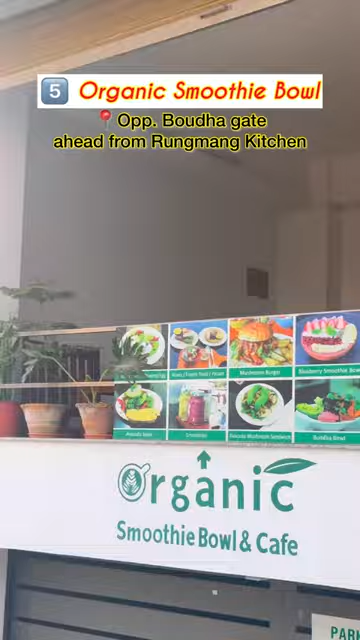 5 Organic Smoothie Bowl
📍Opp. Boudha gate
ahead from Rungmang Kitchen
Mushroom Burger
Blueberry Smoothie Bowl
Smoothies
Buddha Bowl
Organic
Smoothie Bowl & Cafe